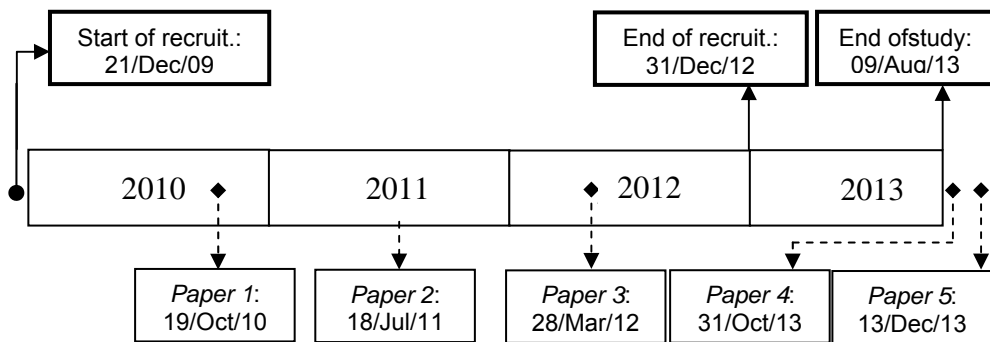 Start of recruit.:
21/Dec/09
End of recruit.:
31/Dec/12
End ofstudy:
09/Aug/13
2010
2011
2012
2013
Paper 1:
19/Oct/10
Paper 2:
18/Jul/11
Paper 3:
28/Mar/12
Paper 4:
31/Oct/13
Paper 5:
13/Dec/13